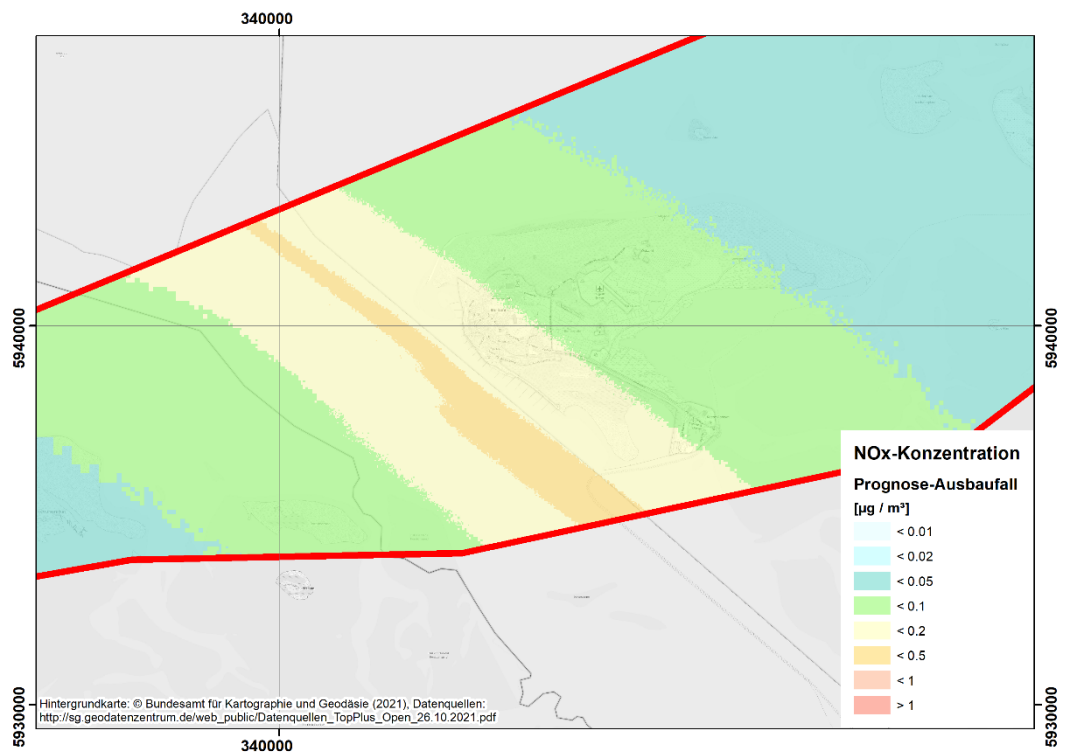 340000
5940000
5940000
NOx-Konzentration
Prognose-Ausbaufall
[µg / m³]
< 0.01
< 0.02
< 0.05
< 0.1
< 0.2
< 0.5
< 1
> 1
Hintergrundkarte: © Bundesamt für Kartographie und Geodäsie (2021), Datenquellen:
http://sg.geodatenzentrum.de/web_public/Datenquellen_TopPlus_Open_26.10.2021.pdf
5930000
5930000
340000